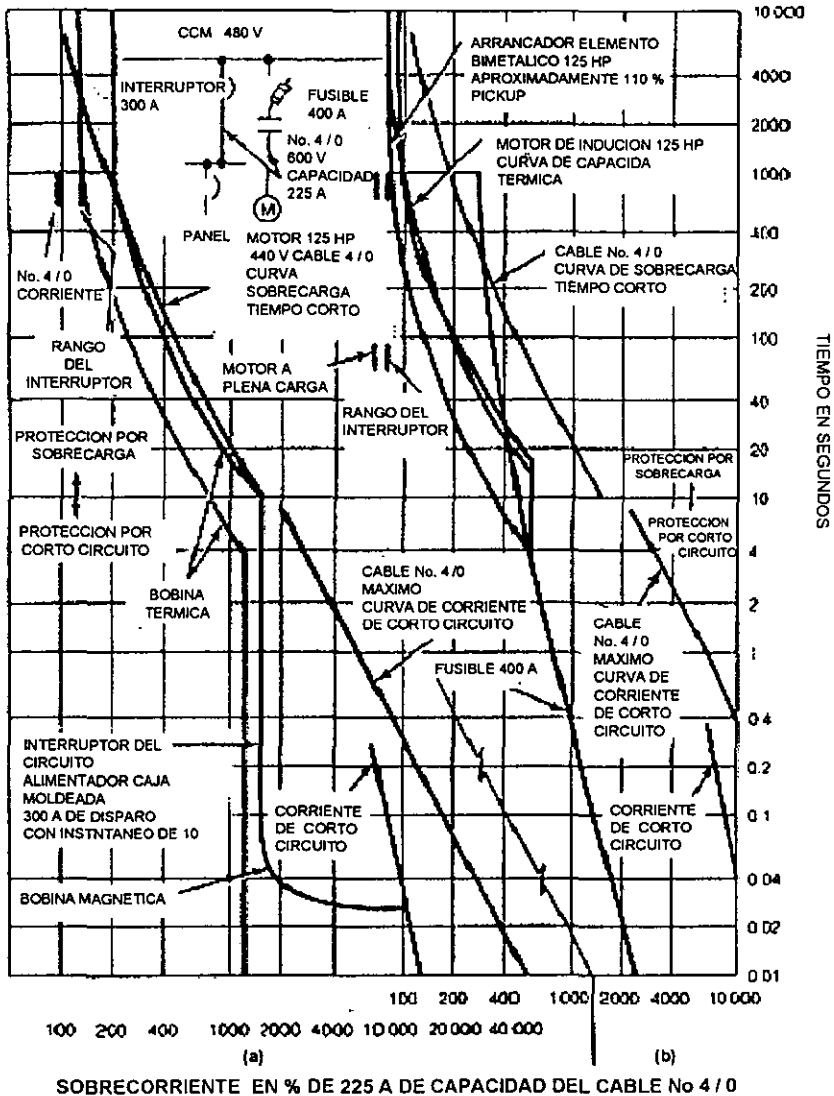 CCM 480 V
INTERRUPTOR
300 A
FUSIBLE
400 A
No. 4 / 0
600 V
CAPACIDAD
225 A
PANEL
M
MOTOR 125 HP
440 V CABLE 4 / 0
CURVA
SOBRECARGA
TIEMPO CORTO
No. 4 / 0
CORRIENTE
RANGO
DEL
INTERRUPTOR
PROTECCION POR
SOBRECARGA
PROTECCION POR
CORTO CIRCUITO
BOBINA
TERMICA
MOTOR A
PLENA CARGA
RANGO DEL
INTERRUPTOR
ARRANCADOR ELEMENTO
BIMETALICO 125 HP
APROXIMADAMENTE 110 %
PICKUP
MOTOR DE INDUCION 125 HP
CURVA DE CAPACIDA
TERMICA
CABLE No. 4 / 0
CURVA DE SOBRECARGA
TIEMPO CORTO
PROTECCION POR
SOBRECARGA
PROTECCION
POR CORTO
CIRCUITO
CABLE No. 4 /0
MAXIMO
CURVA DE CORRIENTE
DE CORTO CIRCUITO
FUSIBLE 400 A
CABLE
No. 4 / 0
MAXIMO
CURVA DE
CORRIENTE
DE CORTO
CIRCUITO
INTERRUPTOR DEL
CIRCUITO
ALIMENTADOR CAJA
MOLDEADA
300 A DE DISPARO
CON INSTNTANEO DE 10
CORRIENTE
DE CORTO
CIRCUITO
CORRIENTE
DE CORTO
CIRCUITO
BOBINA MAGNETICA
10 000
4000
2000
1000
400
200
100
40
20
10
4
2
1
0.4
0.2
0.1
0.04
0.02
0.01
TIEMPO EN SEGUNDOS
100 200 400 1000 2000 4000 10 000
100 200 400 1000 2000 4000 10 000 20 000 40 000
(a) (b)
SOBRECORRIENTE EN % DE 225 A DE CAPACIDAD DEL CABLE No 4 / 0